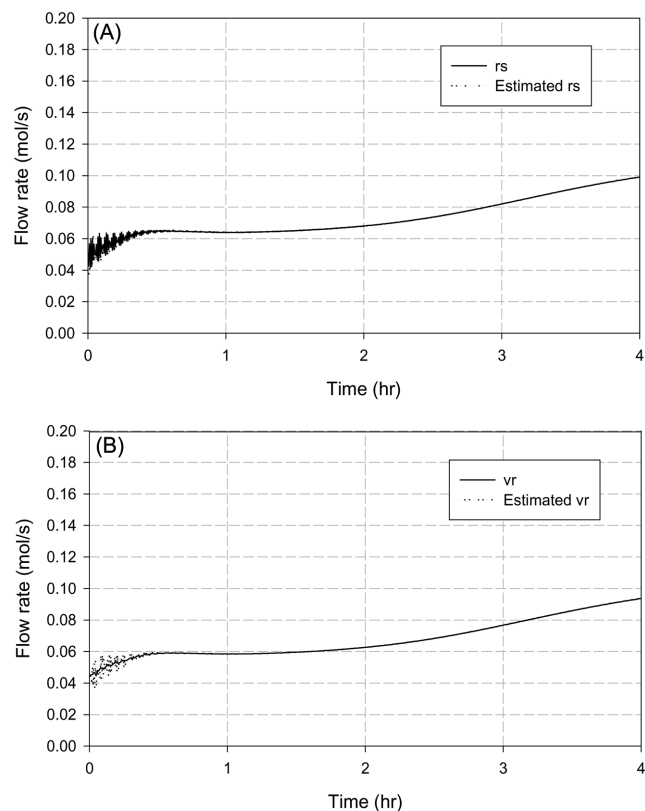 (A)
0.20
0.18
0.16
0.14
0.12
0.10
0.08
0.06
0.04
0.02
0.00
Flow rate (mol/s)
rs
Estimated rs
0 1 2 3 4
Time (hr)
(B)
0.20
0.18
0.16
0.14
0.12
0.10
0.08
0.06
0.04
0.02
0.00
Flow rate (mol/s)
vr
Estimated vr
0 1 2 3 4
Time (hr)